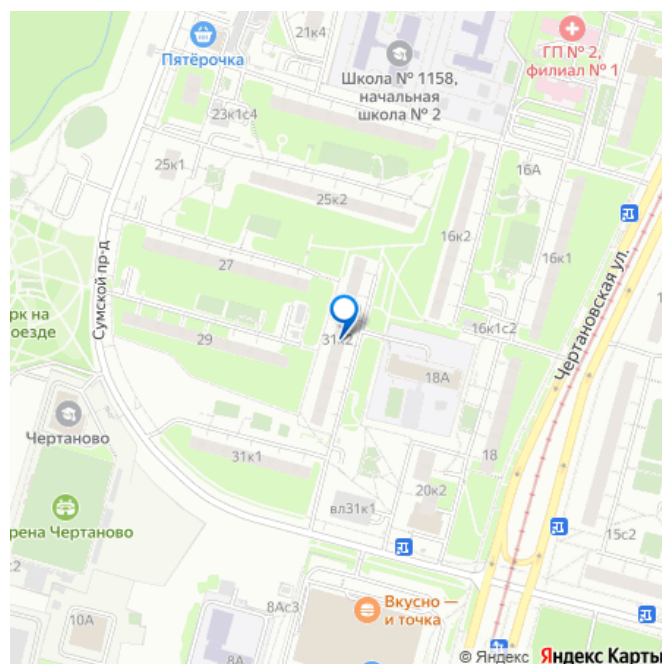 21к4
Пятёрочка
ГП № 2,
филиал № 1
Школа № 1158,
начальная
школа № 2
23к1с4
25к1
16А
25к2
16к2
16к1
27
Сумской пр-д
Чертановская ул.
рк на
оезде
29
31к2
16к1с2
18А
Чертаново
31к1
18
20к2
вл31к1
рена Чертаново
15с2
к2
8Ас3
Вкусно —
и точка
10А
8А
© Яндекс Яндекс Карты